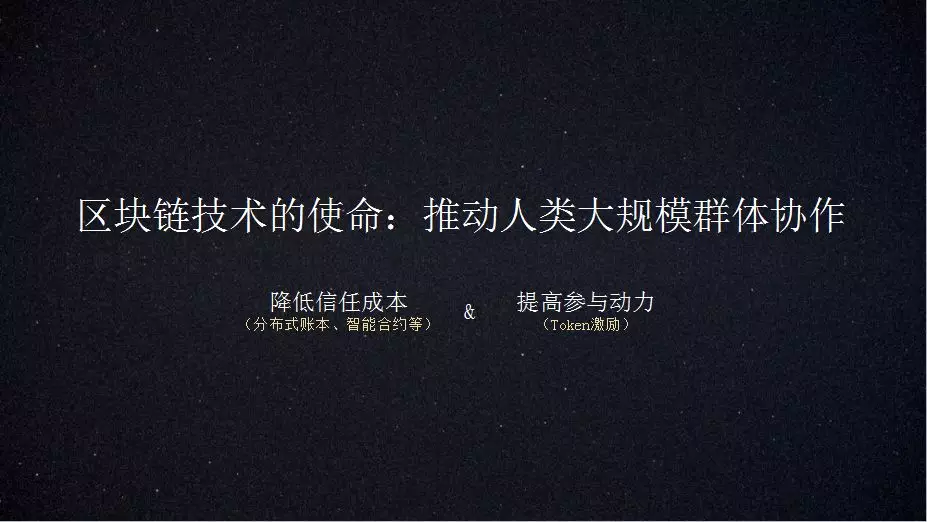 区块链技术的使命：推动人类大规模群体协作
降低信任成本 & 提高参与动力
（分布式账本、智能合约等） （Token激励）